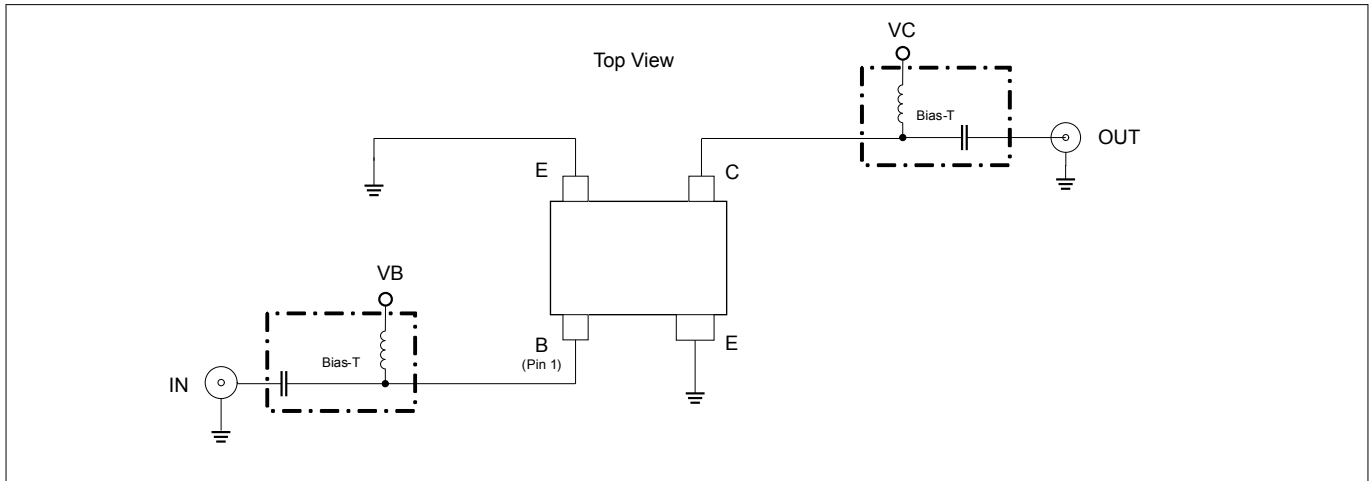 VC
Top View
Bias-T
OUT
E
C
VB
B
(Pin 1)
E
Bias-T
IN